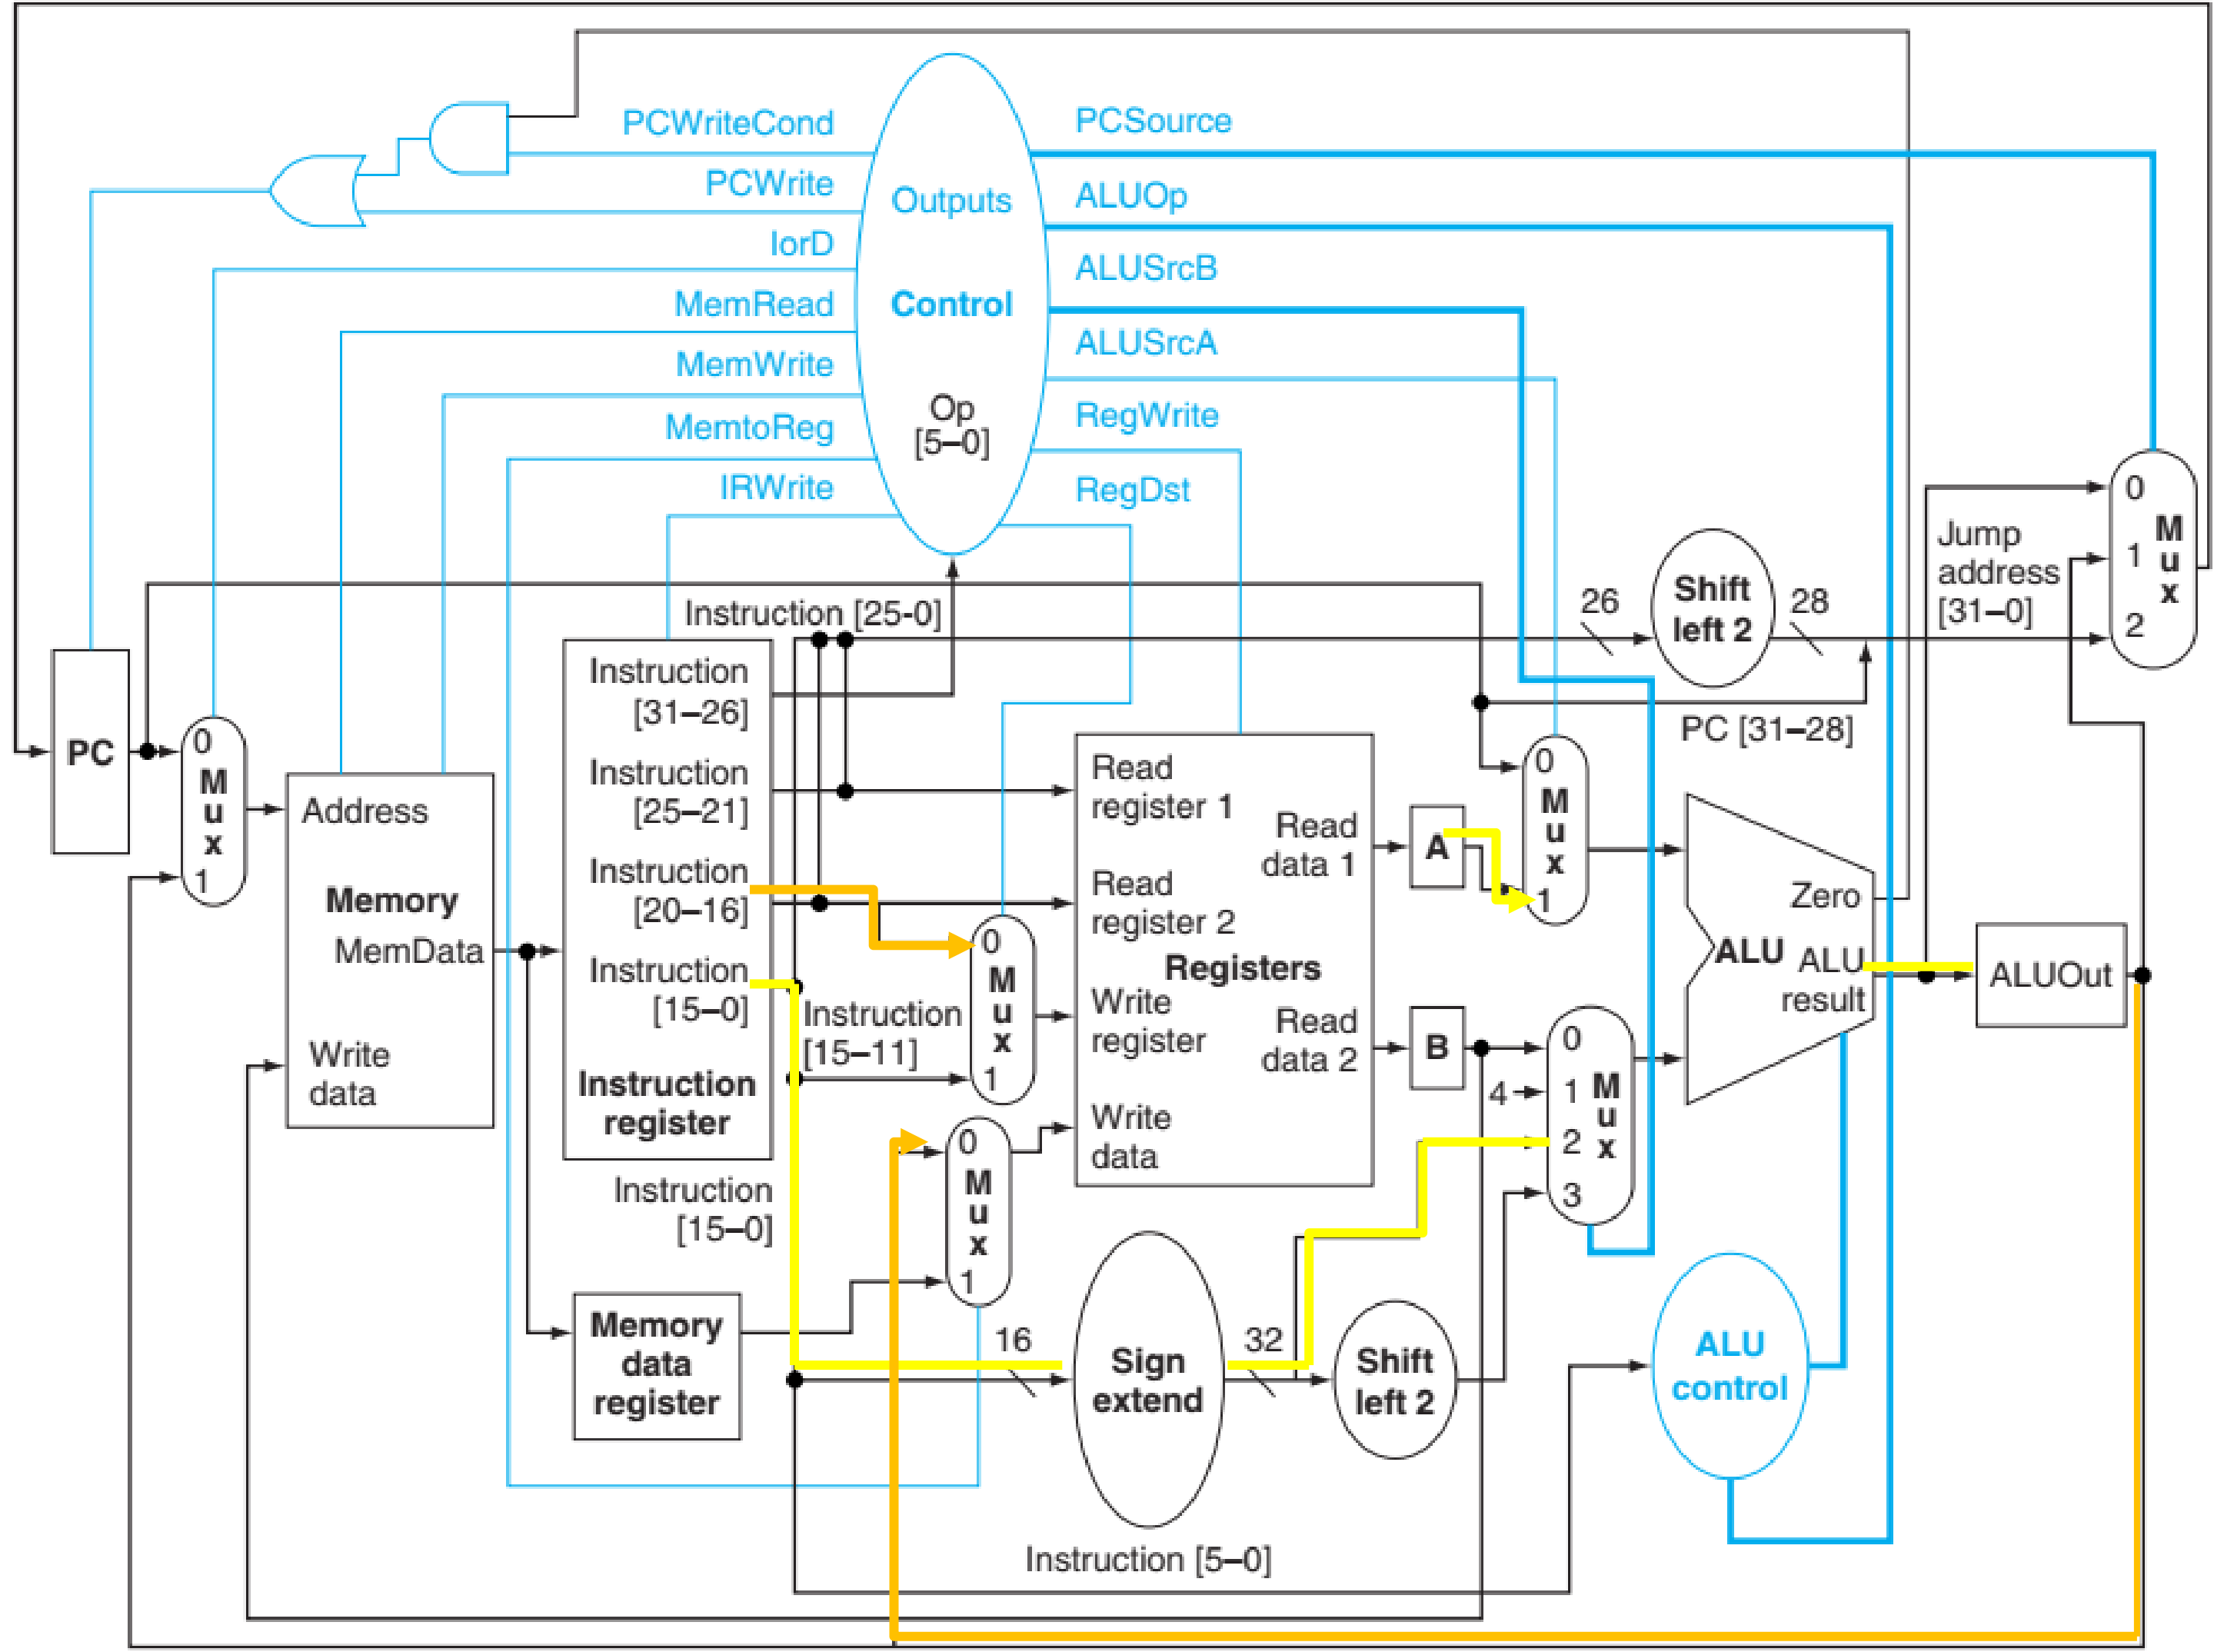 PCWriteCond
PCWrite
IorD
MemRead
MemWrite
MemtoReg
IRWrite
Outputs
Control
Op
[5–0]
PCSource
ALUOp
ALUSrcB
ALUSrcA
RegWrite
RegDst
PC
0
M
u
x
1
Address
Memory
MemData
Write
data
Instruction [25-0]
Instruction
[31–26]
Instruction
[25–21]
Instruction
[20–16]
Instruction
[15–0]
Instruction
register
Instruction
[15–0]
Memory
data
register
Instruction
[15–11]
0
M
u
x
1
0
M
u
x
1
Read
register 1
Read
register 2
Registers
Write
register
Write
data
Read
data 1
Read
data 2
16
Sign
extend
32
Shift
left 2
Instruction [5–0]
A
B
4
0
M
u
x
1
0
1
2
3
M
u
x
26
Shift
left 2
28
PC [31–28]
Jump
address
[31–0]
Zero
ALU
ALU
result
ALUOut
ALU
control
0
1
2
M
u
x